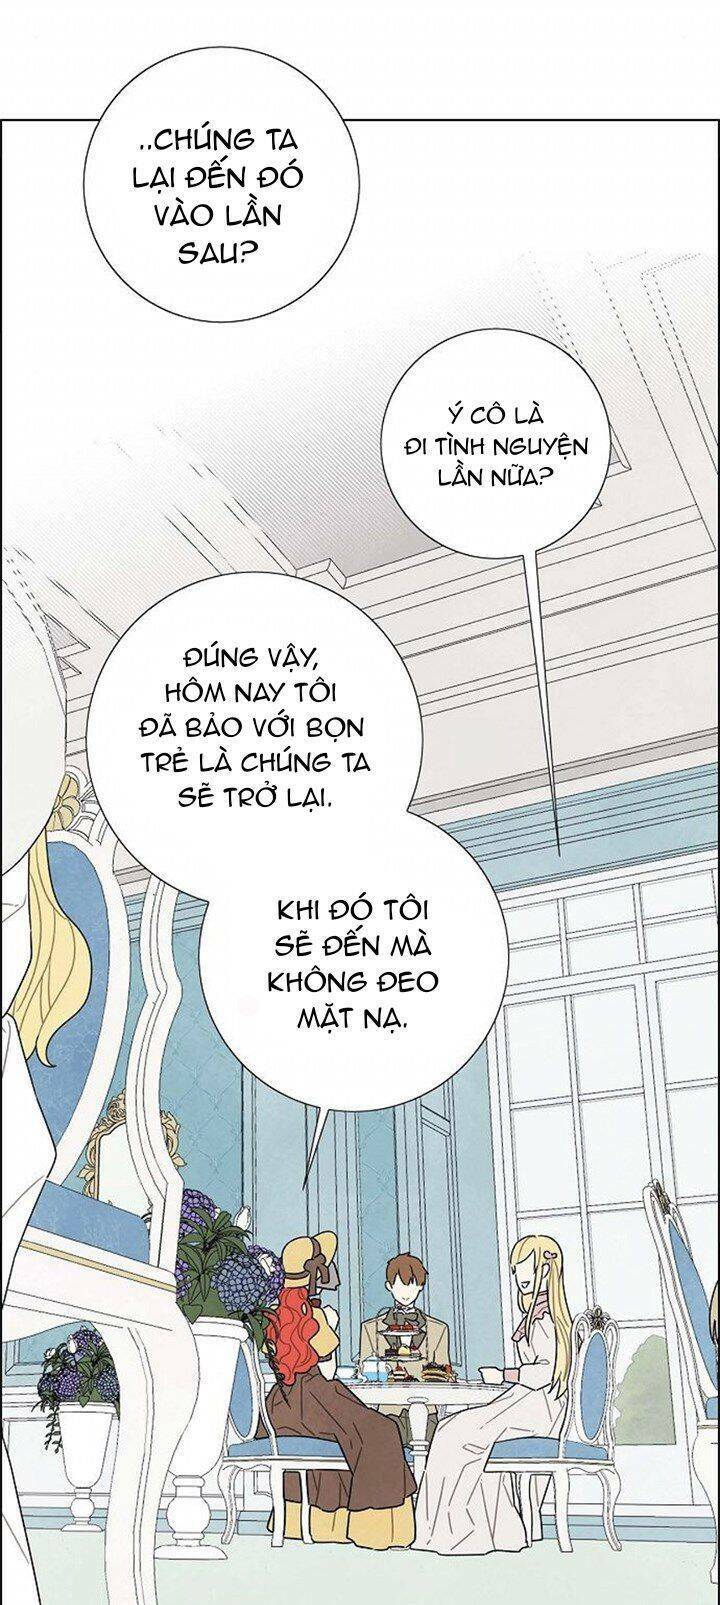 ..CHÚNG TA
LẠI ĐẾN ĐÓ
VÀO LẦN
SAU?
Ý CÔ LÀ
ĐI TÌNH NGUYỆN
LẦN NỮA?
ĐÚNG VẬY,
HÔM NAY TÔI
ĐÃ BẢO VỚI BỌN
TRẺ LÀ CHÚNG TA
SẼ TRỞ LẠI.
KHI ĐÓ TÔI
SẼ ĐẾN MÀ
KHÔNG ĐEO
MẶT NẠ.